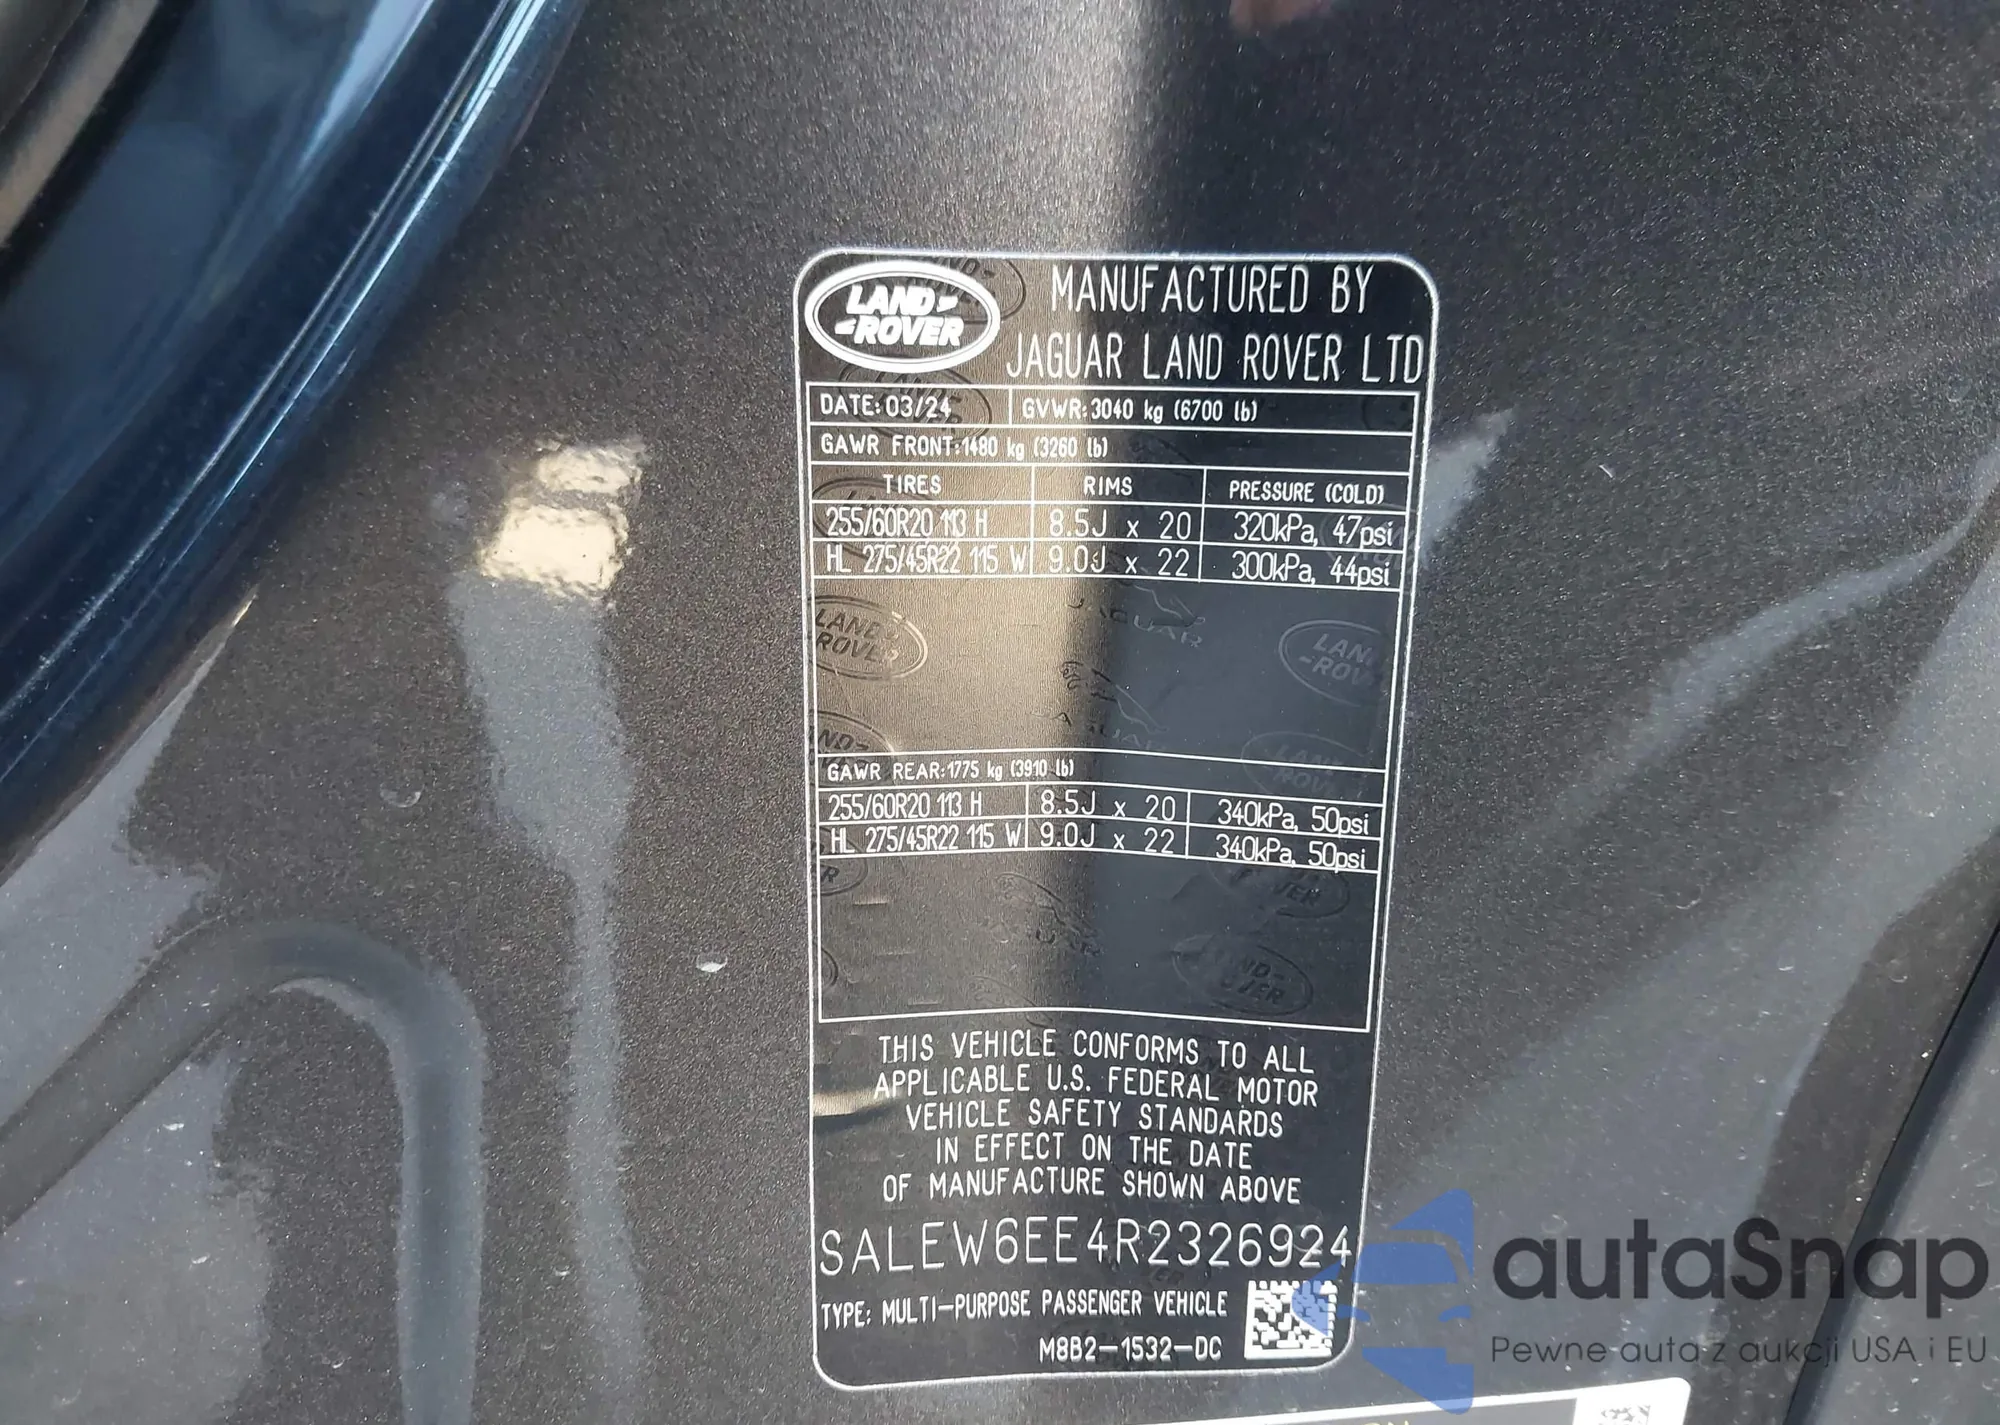 LAND ROVER
MANUFACTURED BY
JAGUAR LAND ROVER LTD
DATE: 03/24 GVWR: 3040 kg (6700 lb)
GAWR FRONT: 1480 kg (3260 lb)
TIRES RIMS PRESSURE (COLD)
255/60R20 113 H 8.5J x 20 320kPa, 47psi
HL 275/45R22 115 W 9.0J x 22 300kPa, 44psi
GAWR REAR: 1775 kg (3910 lb)
255/60R20 113 H 8.5J x 20 340kPa, 50psi
HL 275/45R22 115 W 9.0J x 22 340kPa, 50psi
THIS VEHICLE CONFORMS TO ALL
APPLICABLE U.S. FEDERAL MOTOR
VEHICLE SAFETY STANDARDS
IN EFFECT ON THE DATE
OF MANUFACTURE SHOWN ABOVE
SALEW6EE4R2326924
TYPE: MULTI-PURPOSE PASSENGER VEHICLE
M8B2-1532-DC
autaSnap
Pewne auta z aukcji USA i EU